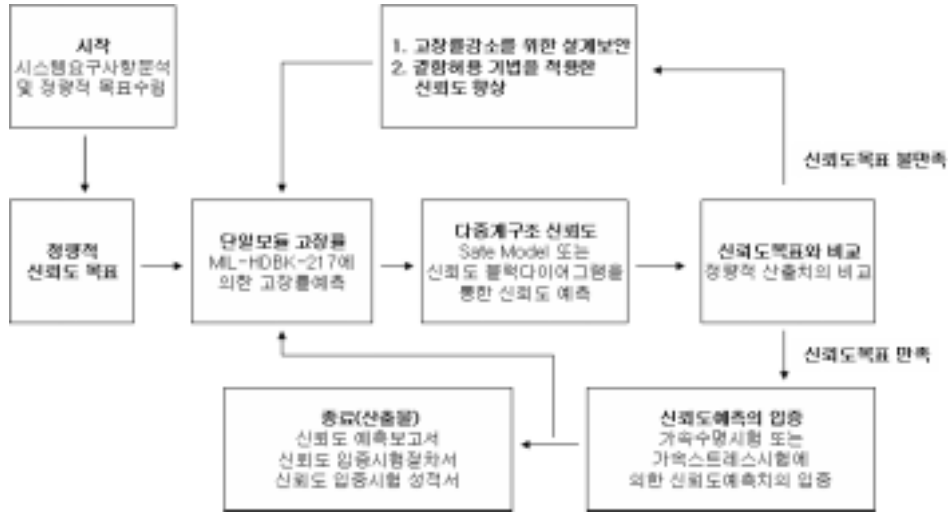 시작
시스템요구사항분석
및 정량적 목표수립
1. 고장률감소를 위한 설계보안
2. 결함허용 기법을 적용한
신뢰도 향상
신뢰도목표 불만족
정량적
신뢰도 목표
단일모듈 고장률
MIL-HDBK-217에
의한 고장률예측
다중계구조 신뢰도
Safe Model 또는
신뢰도 블럭다이어그램을
통한 신뢰도 예측
신뢰도목표와 비교
정량적 산출치의 비교
신뢰도목표 만족
종료(산출물)
신뢰도 예측보고서
신뢰도 입증시험절차서
신뢰도 입증시험 성적서
신뢰도예측의 입증
가속수명시험 또는
가속스트레스시험에
의한 신뢰도예측치의 입증